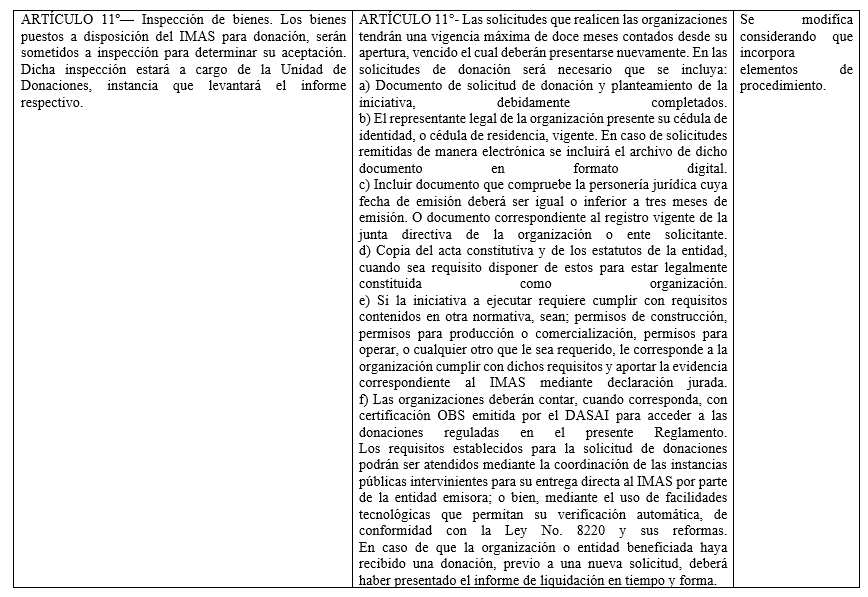 ARTÍCULO 11º— Inspección de bienes. Los bienes
puestos a disposición del IMAS para donación, serán
sometidos a inspección para determinar su aceptación.
Dicha inspección estará a cargo de la Unidad de
Donaciones, instancia que levantará el informe
respectivo.
ARTÍCULO 11°- Las solicitudes que realicen las organizaciones
tendrán una vigencia máxima de doce meses contados desde su
apertura, vencido el cual deberán presentarse nuevamente. En las
solicitudes de donación será necesario que se incluya:
a) Documento de solicitud de donación y planteamiento de la
iniciativa, debidamente completados.
b) El representante legal de la organización presente su cédula de
identidad, o cédula de residencia, vigente. En caso de solicitudes
remitidas de manera electrónica se incluirá el archivo de dicho
documento en formato digital.
c) Incluir documento que compruebe la personería jurídica cuya
fecha de emisión deberá ser igual o inferior a tres meses de
emisión. O documento correspondiente al registro vigente de la
junta directiva de la organización o ente solicitante.
d) Copia del acta constitutiva y de los estatutos de la entidad,
cuando sea requisito disponer de estos para estar legalmente
constituida como organización.
e) Si la iniciativa a ejecutar requiere cumplir con requisitos
contenidos en otra normativa, sean; permisos de construcción,
permisos para producción o comercialización, permisos para
operar, o cualquier otro que le sea requerido, le corresponde a la
organización cumplir con dichos requisitos y aportar la evidencia
correspondiente al IMAS mediante declaración jurada.
f) Las organizaciones deberán contar, cuando corresponda, con
certificación OBS emitida por el DASAI para acceder a las
donaciones reguladas en el presente Reglamento.
Los requisitos establecidos para la solicitud de donaciones
podrán ser atendidos mediante la coordinación de las instancias
públicas intervinientes para su entrega directa al IMAS por parte
de la entidad emisora; o bien, mediante el uso de facilidades
tecnológicas que permitan su verificación automática, de
conformidad con la Ley No. 8220 y sus reformas.
En caso de que la organización o entidad beneficiada haya
recibido una donación, previo a una nueva solicitud, deberá
haber presentado el informe de liquidación en tiempo y forma.
Se modifica
considerando que
incorpora
elementos de
procedimiento.